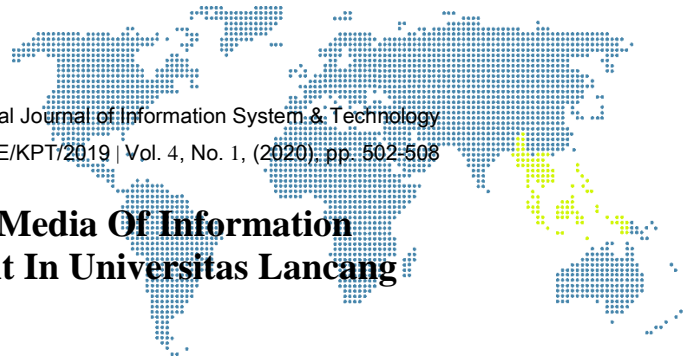 al Journal of Information System & Technology
E/KPT/2019 | Vol. 4, No. 1, (2020), pp. 502-508
Media Of Information
t In Universitas Lancang